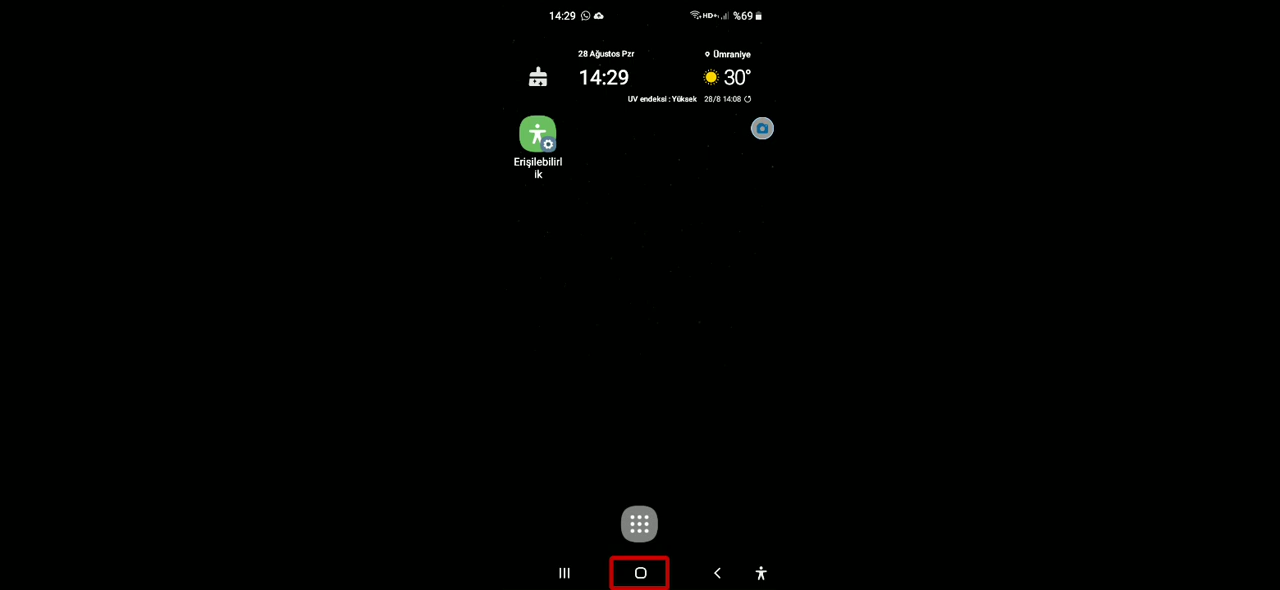 14:29 HD+ %69
28 Ağustos Pzr Ümraniye
14:29 30°
UV endeksi : Yüksek 28/8 14:08
Erişilebilirl
ik